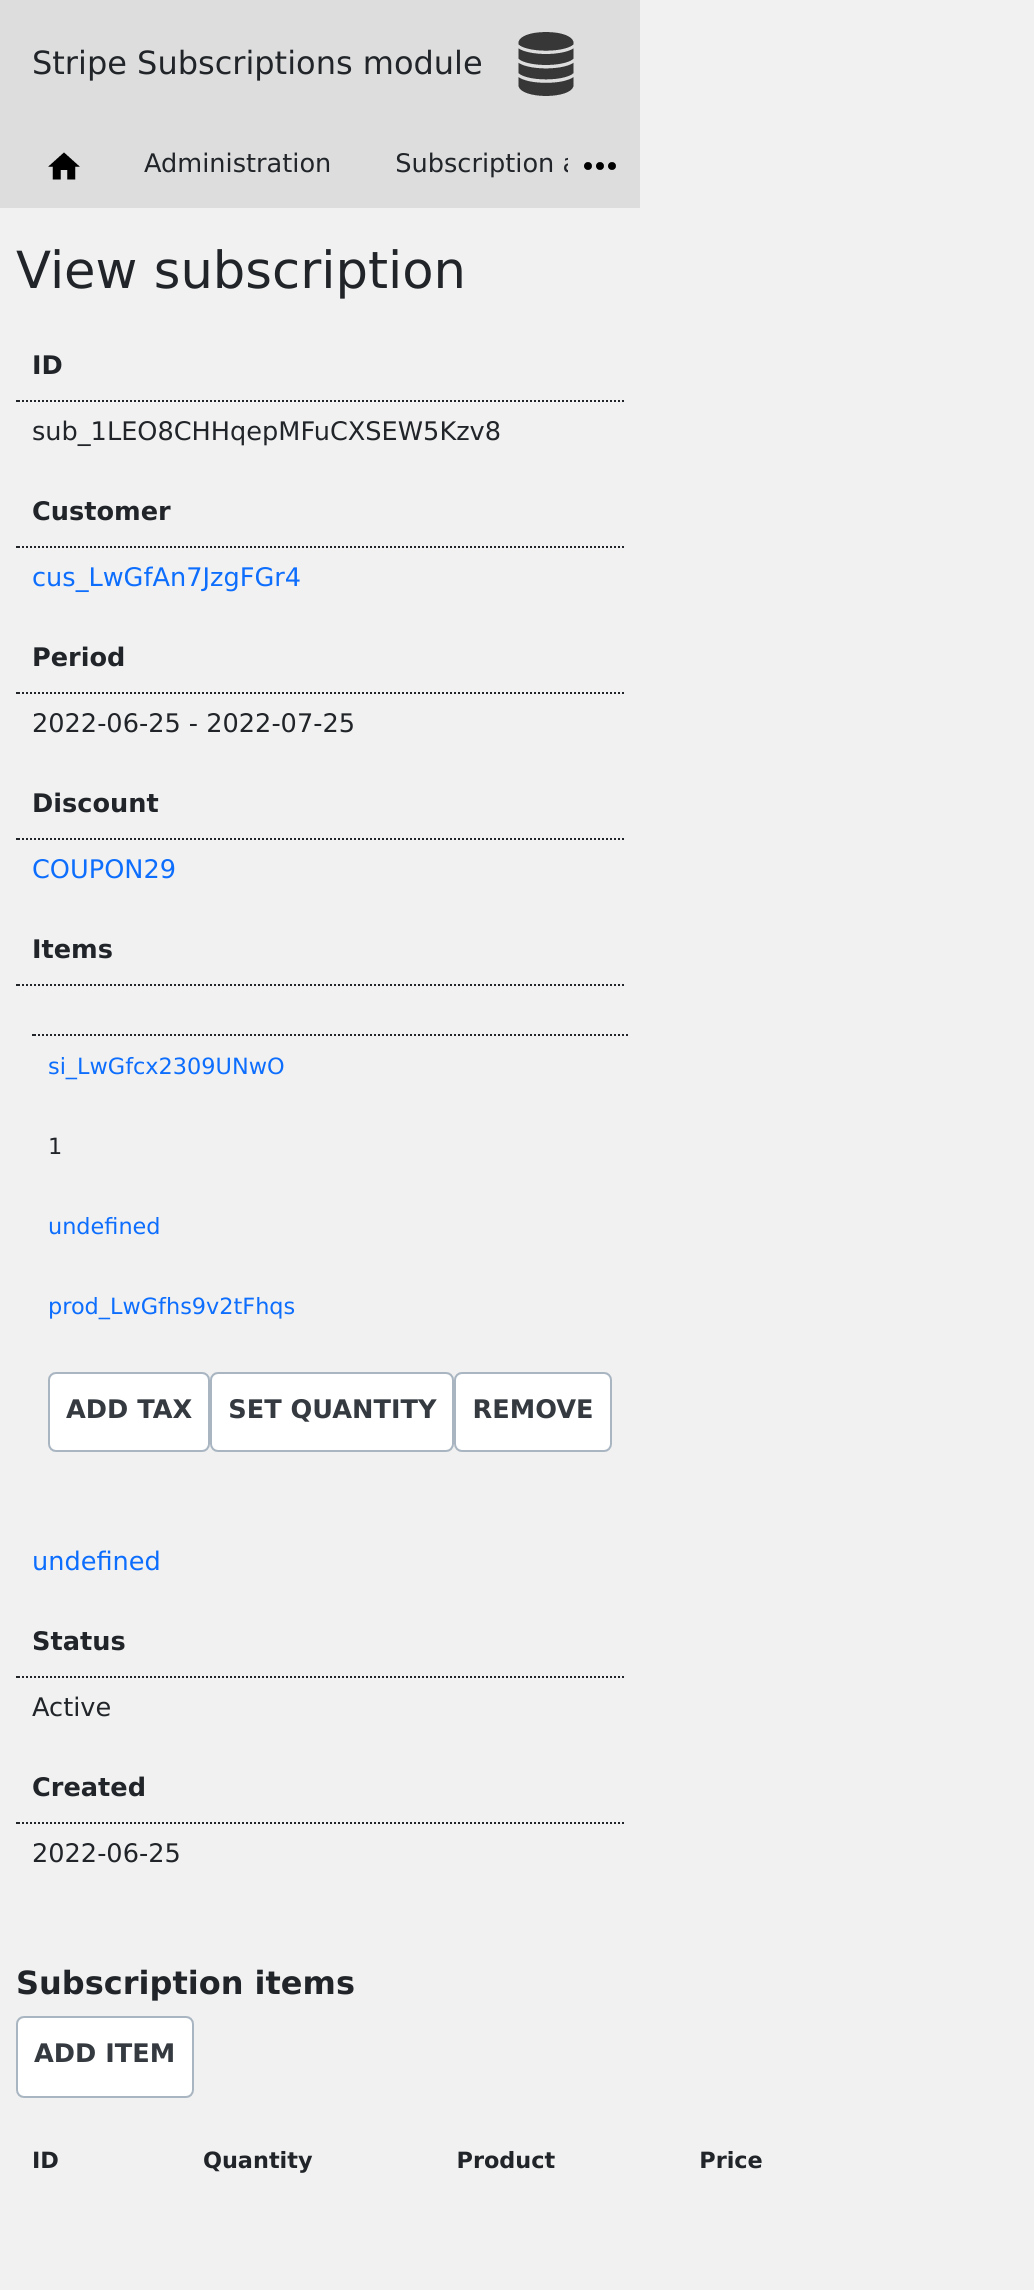 Stripe Subscriptions module
Administration Subscription
View subscription
ID
sub_1LEO8CHHqepMFuCXSEW5Kzv8
Customer
cus_LwGfAn7JzgFGr4
Period
2022-06-25 - 2022-07-25
Discount
COUPON29
Items
si_LwGfcx2309UNwO
1
undefined
prod_LwGfhs9v2tFhqs
ADD TAX SET QUANTITY REMOVE
undefined
Status
Active
Created
2022-06-25
Subscription items
ADD ITEM
ID Quantity Product Price